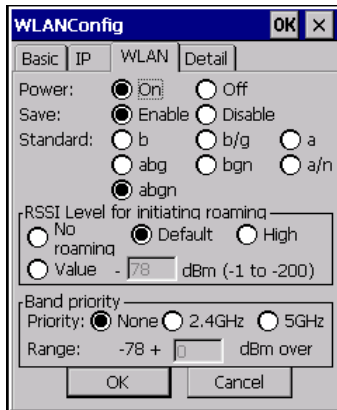 WLANConfig OK ×
Basic IP WLAN Detail
Power: On Off
Save: Enable Disable
Standard: b b/g a
abg bgn a/n
abgn
RSSI Level for initiating roaming
No roaming Default High
Value - 78 dBm (-1 to -200)
Band priority
Priority: None 2.4GHz 5GHz
Range: -78 + 0 dBm over
OK Cancel